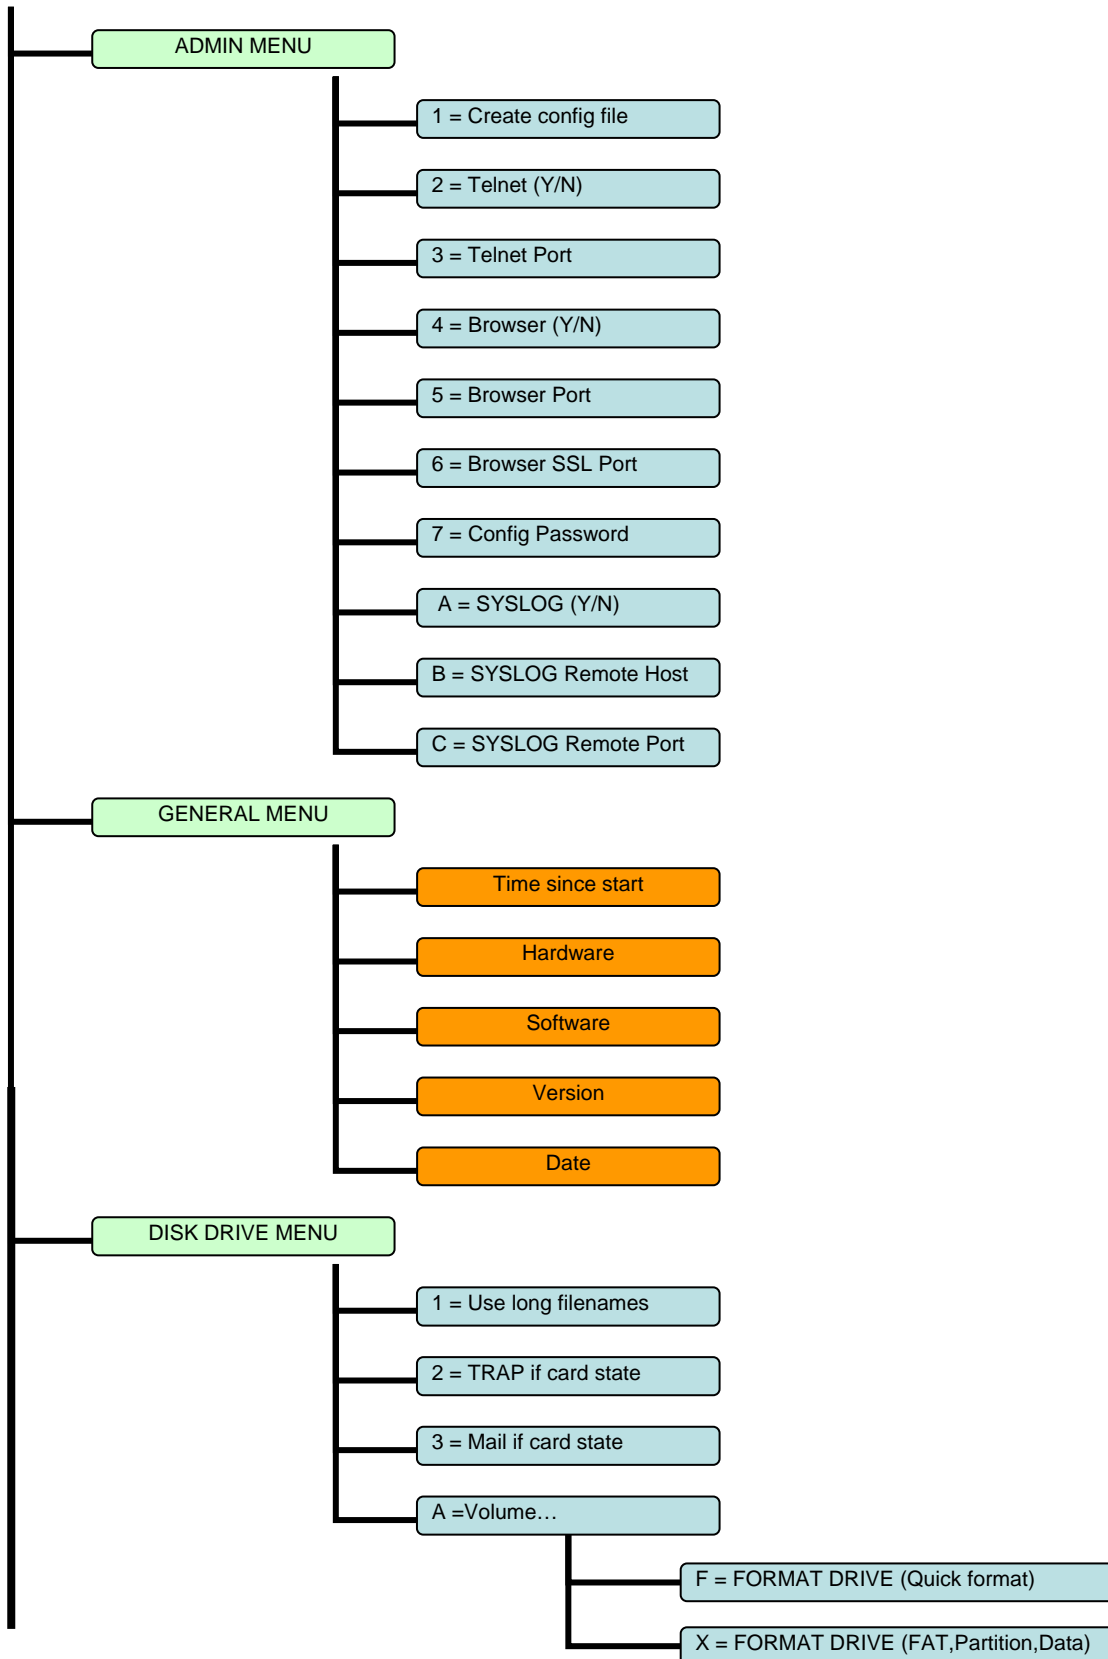 ADMIN MENU
1 = Create config file
2 = Telnet (Y/N)
3 = Telnet Port
4 = Browser (Y/N)
5 = Browser Port
6 = Browser SSL Port
7 = Config Password
A = SYSLOG (Y/N)
B = SYSLOG Remote Host
C = SYSLOG Remote Port
GENERAL MENU
Time since start
Hardware
Software
Version
Date
DISK DRIVE MENU
1 = Use long filenames
2 = TRAP if card state
3 = Mail if card state
A =Volume…
F = FORMAT DRIVE (Quick format)
X = FORMAT DRIVE (FAT,Partition,Data)